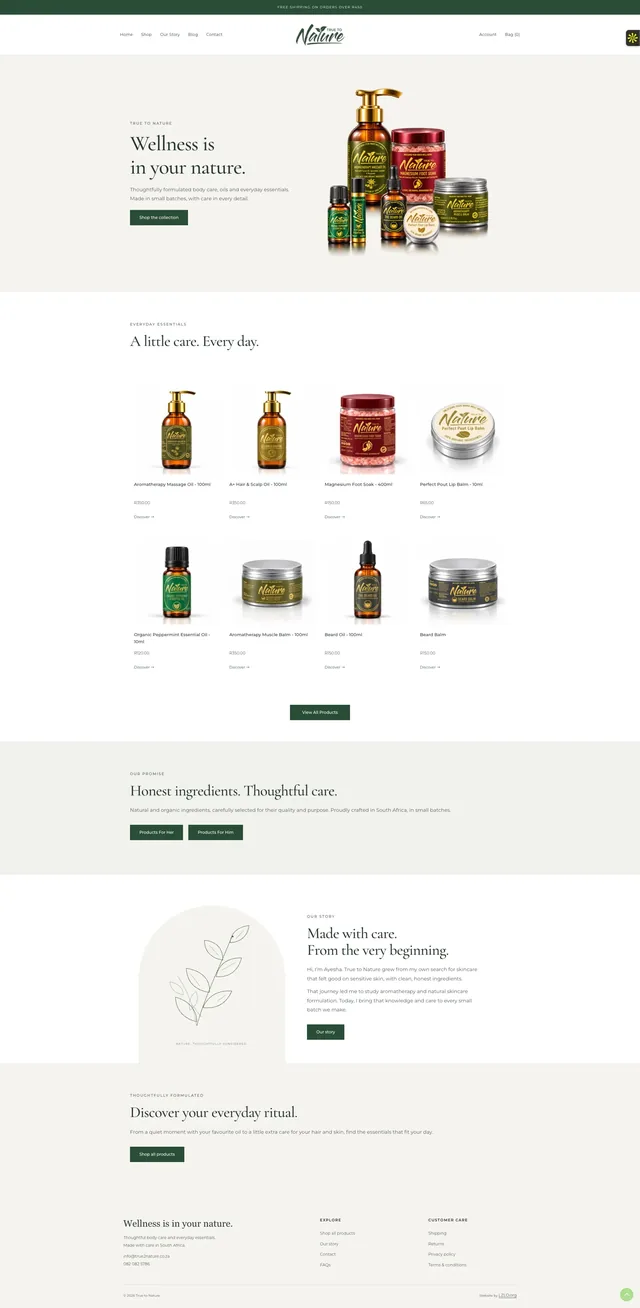 FREE SHIPPING ON ORDERS OVER R450
Home Shop Our Story Blog Contact
TRUE TO
Nature
Account Bag (0)
TRUE TO NATURE
Wellness is
in your nature.
Thoughtfully formulated body care, oils and everyday essentials.
Made in small batches, with care in every detail.
Shop the collection
EVERYDAY ESSENTIALS
A little care. Every day.
Aromatherapy Massage Oil - 100ml
A+ Hair & Scalp Oil - 100ml
Magnesium Foot Soak - 400ml
Perfect Pout Lip Balm - 10ml
Discover →
Discover →
Discover →
Discover →
Organic Peppermint Essential Oil -
10ml
Aromatherapy Muscle Balm - 100ml
Beard Oil - 100ml
Beard Balm
Discover →
Discover →
Discover →
Discover →
View All Products
OUR PROMISE
Honest ingredients. Thoughtful care.
Natural and organic ingredients, carefully selected for their quality and purpose. Proudly crafted in South Africa, in small batches.
Products For Her
Products For Him
OUR STORY
Made with care.
From the very beginning.
Hi, I'm Ayesha. True to Nature grew from my own search for skincare
that felt good on sensitive skin, with clean, honest ingredients.
That journey led me to study aromatherapy and natural skincare
formulation. Today, I bring that knowledge and care to every small
batch we make.
Our story
THOUGHTFULLY FORMULATED
Discover your everyday ritual.
From a quiet moment with your favourite oil to a little extra care for your hair and skin, find the essentials that fit your day.
Shop all products
Wellness is in your nature.
Thoughtful body care and everyday essentials.
Made with care in South Africa.
EXPLORE
Shop all products
Our story
Contact
FAQs
CUSTOMER CARE
Shipping
Returns
Privacy policy
Terms & conditions
© 2026 True to Nature.
Website by